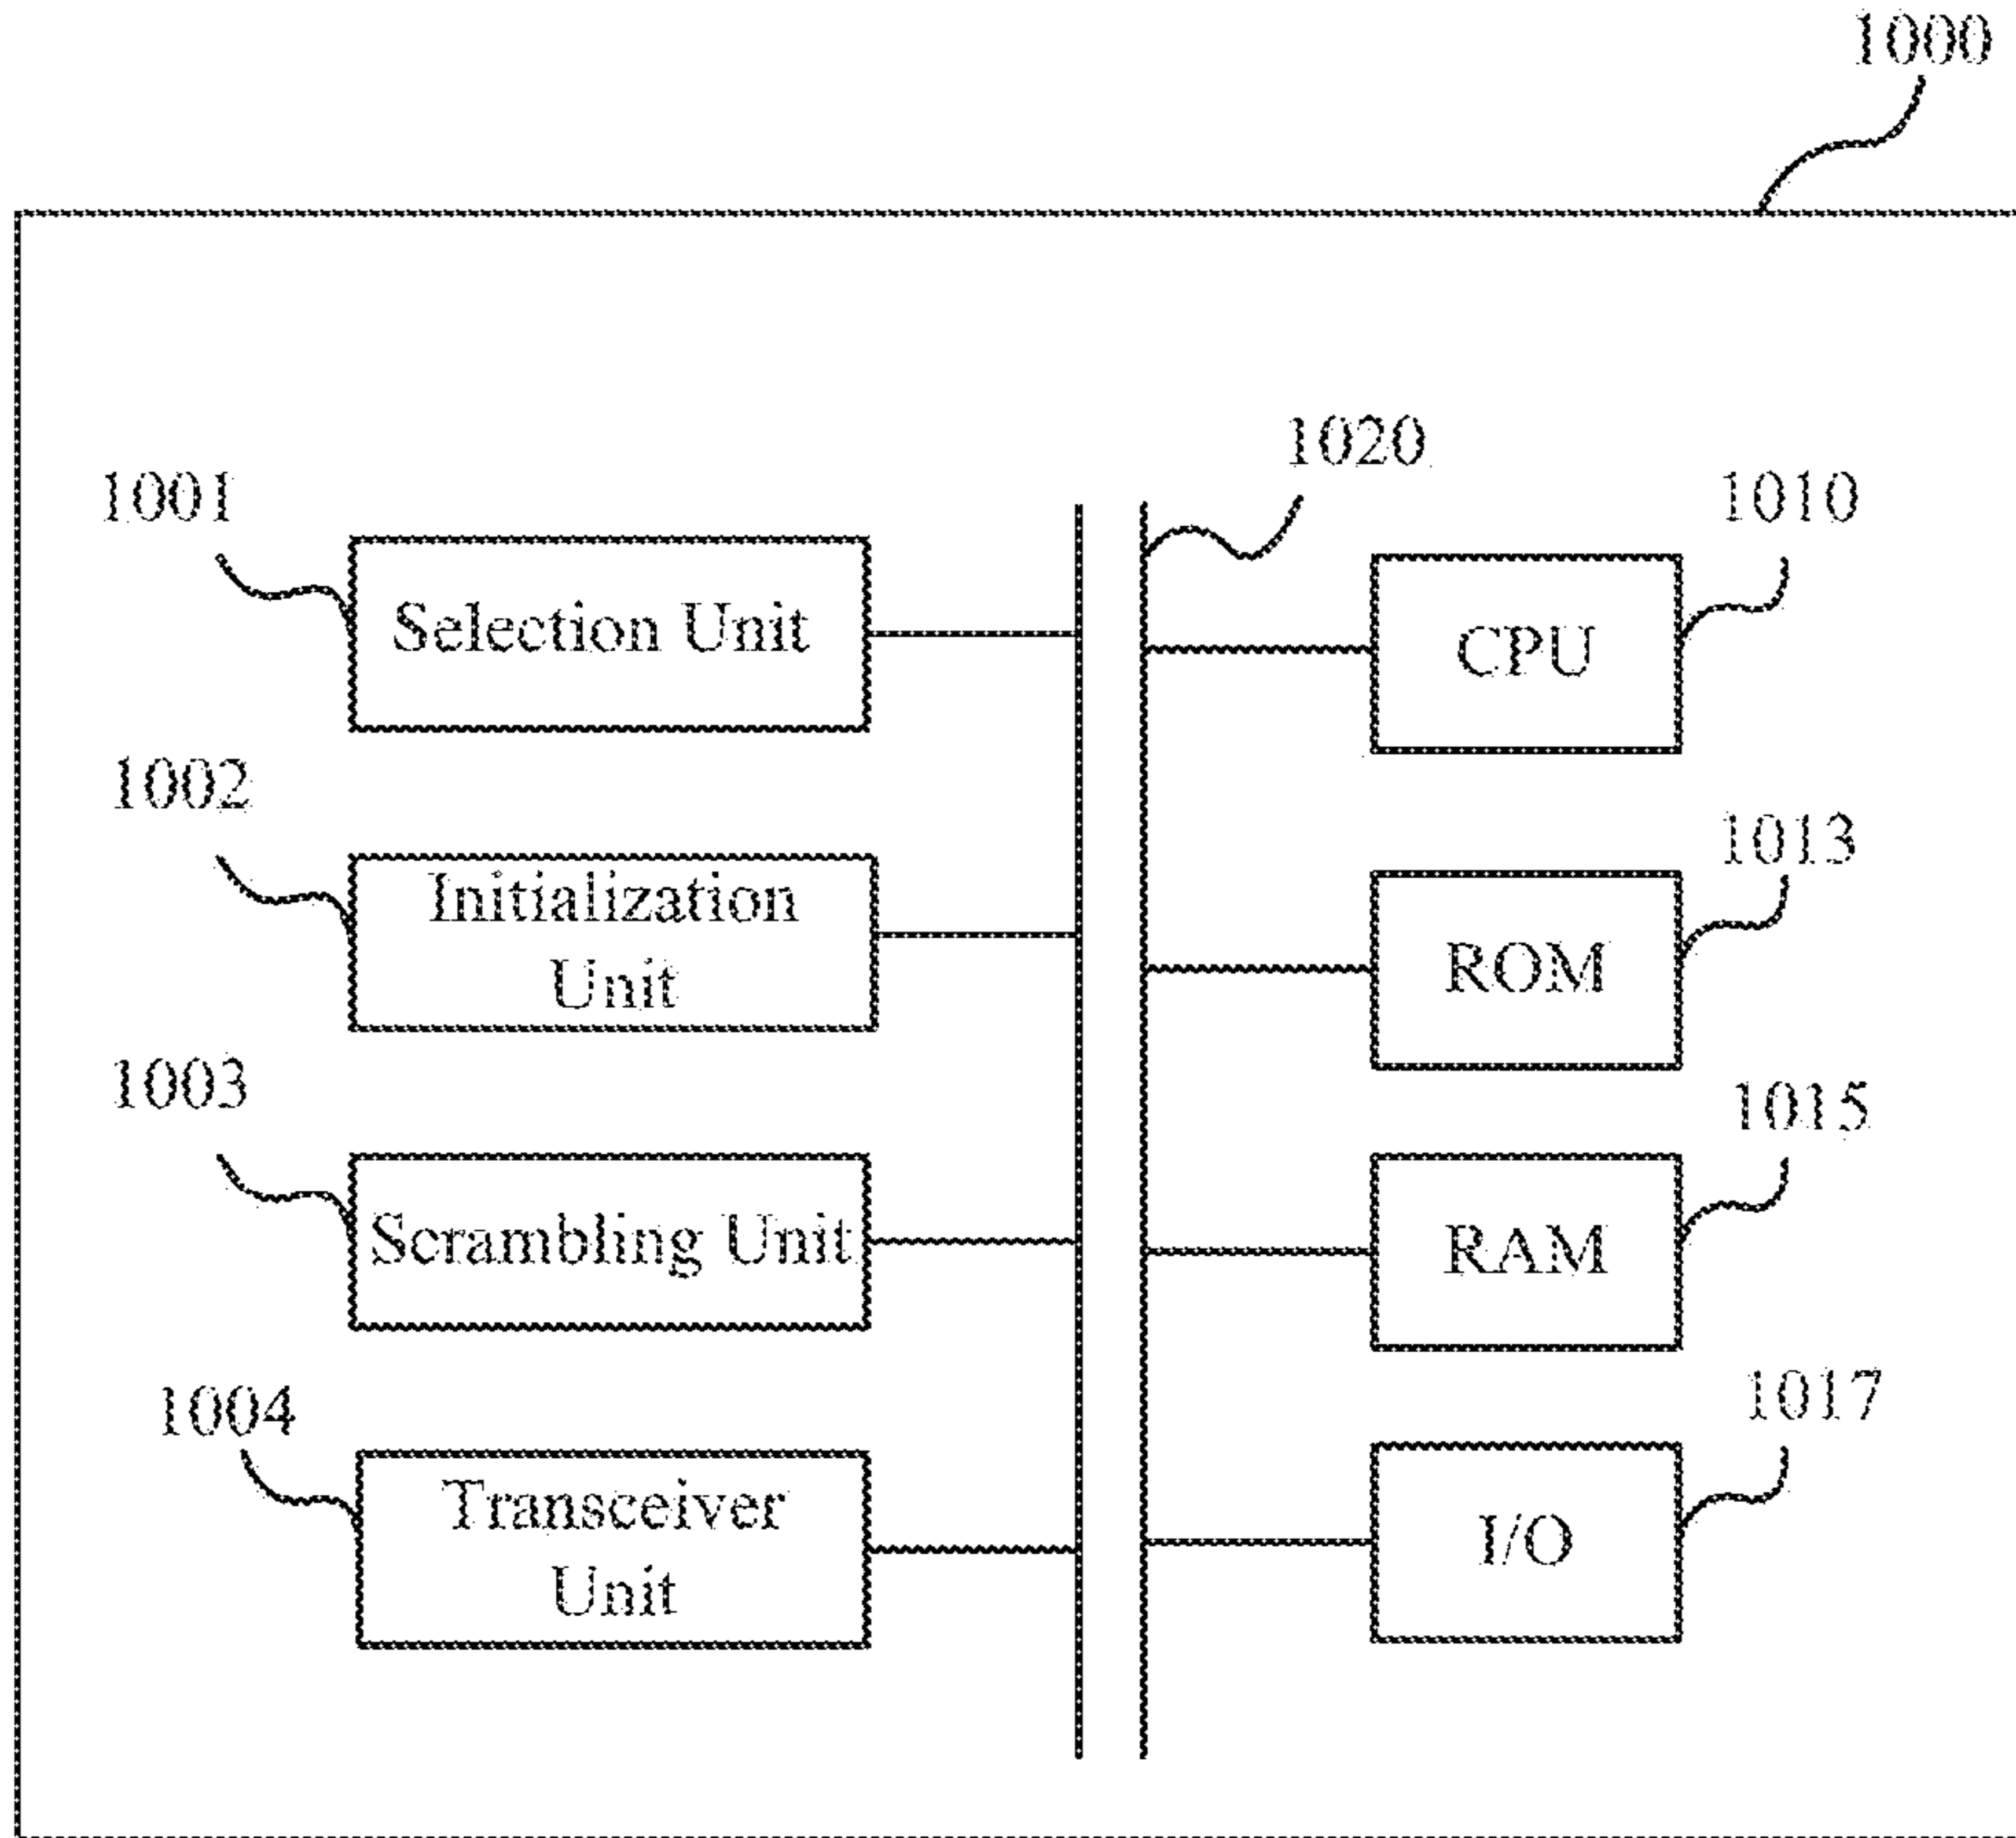 1000
1020
1001
1010
Selection Unit
CPU
1002
1013
Initialization
Unit
ROM
1003
1015
Scrambling Unit
RAM
1004
1017
Transceiver
Unit
I/O